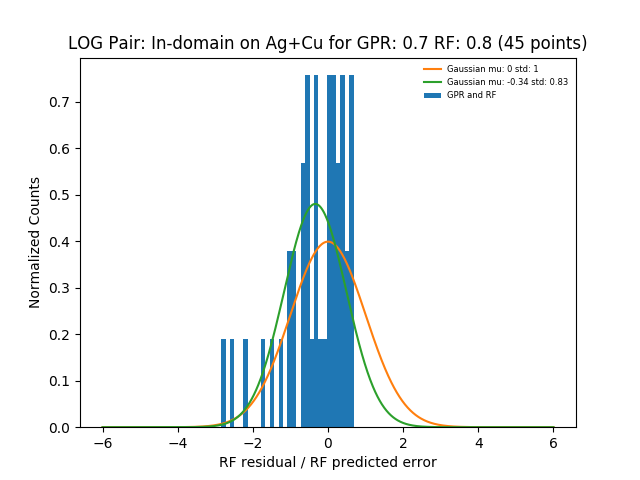 LOG Pair: In-domain on Ag+Cu for GPR: 0.7 RF: 0.8 (45 points)
Gaussian mu: 0 std: 1
Gaussian mu: -0.34 std: 0.83
GPR and RF
Normalized Counts
0.7
0.6
0.5
0.4
0.3
0.2
0.1
0.0
−6 −4 −2 0 2 4 6
RF residual / RF predicted error